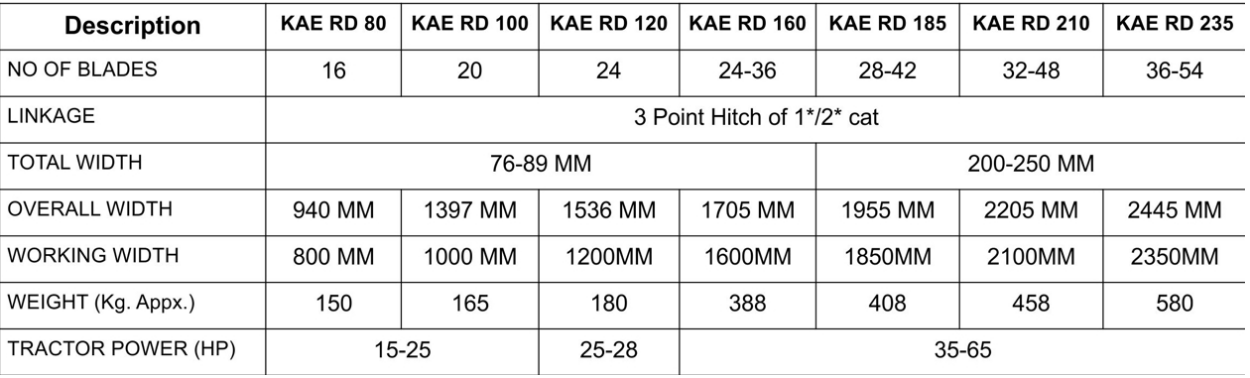 Description KAE RD 80 KAE RD 100 KAE RD 120 KAE RD 160 KAE RD 185 KAE RD 210 KAE RD 235
NO OF BLADES 16 20 24 24-36 28-42 32-48 36-54
LINKAGE 3 Point Hitch of 1*/2* cat
TOTAL WIDTH 76-89 MM 200-250 MM
OVERALL WIDTH 940 MM 1397 MM 1536 MM 1705 MM 1955 MM 2205 MM 2445 MM
WORKING WIDTH 800 MM 1000 MM 1200MM 1600MM 1850MM 2100MM 2350MM
WEIGHT (Kg. Appx.) 150 165 180 388 408 458 580
TRACTOR POWER (HP) 15-25 25-28 35-65